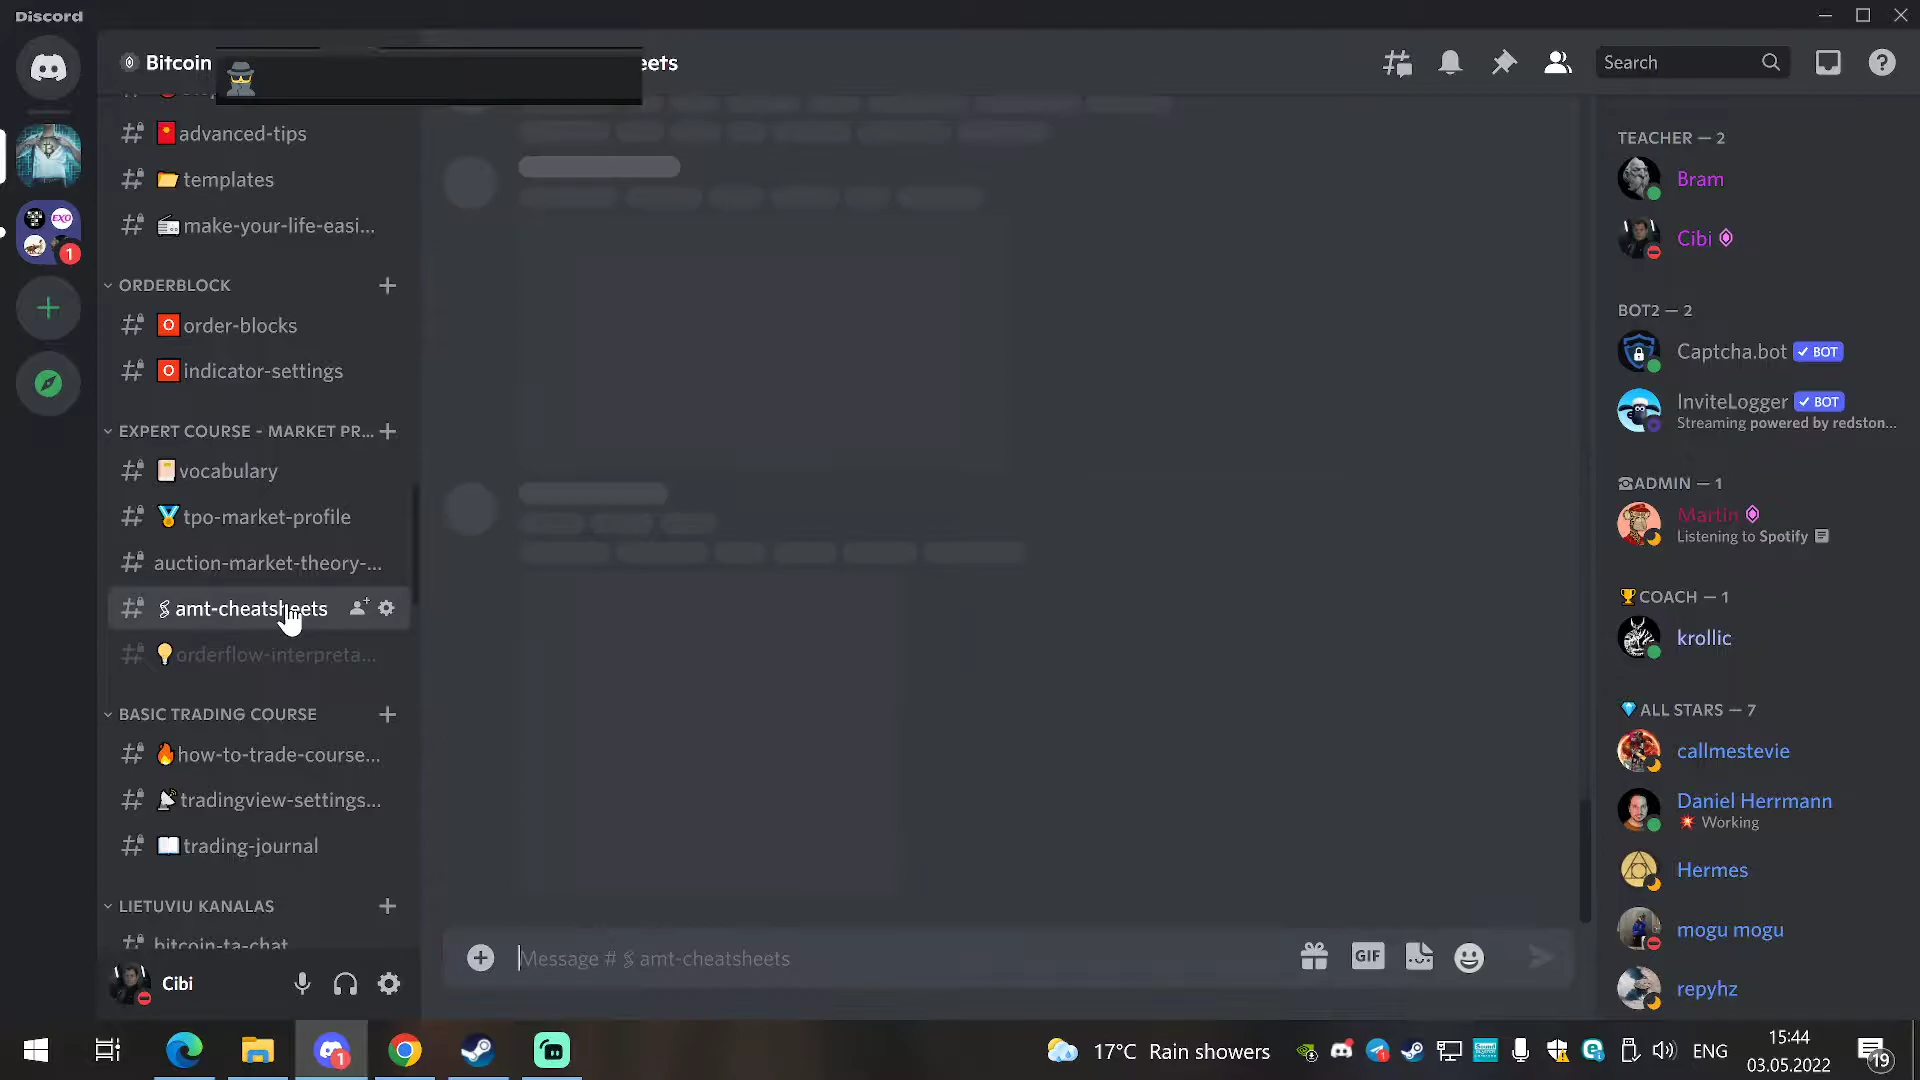 Discord
Bitcoin
eets
Search
advanced-tips
templates
make-your-life-easi...
ORDERBLOCK
order-blocks
indicator-settings
EXPERT COURSE - MARKET PR...
vocabulary
tpo-market-profile
auction-market-theory-...
amt-cheatsheets
orderflow-interpreta...
BASIC TRADING COURSE
how-to-trade-course...
tradingview-settings...
trading-journal
LIETUVIU KANALAS
bitcoin-ta-chat
Cibi
EXO
1
Message # amt-cheatsheets
GIF
TEACHER — 2
Bram
Cibi
BOT2 — 2
Captcha.bot BOT
InviteLogger BOT
Streaming powered by redston...
ADMIN — 1
Martin
Listening to Spotify
COACH — 1
krollic
ALL STARS — 7
callmestevie
Daniel Herrmann
Working
Hermes
mogu mogu
repyhz
1
17°C Rain showers
1
ENG
15:44
03.05.2022
19